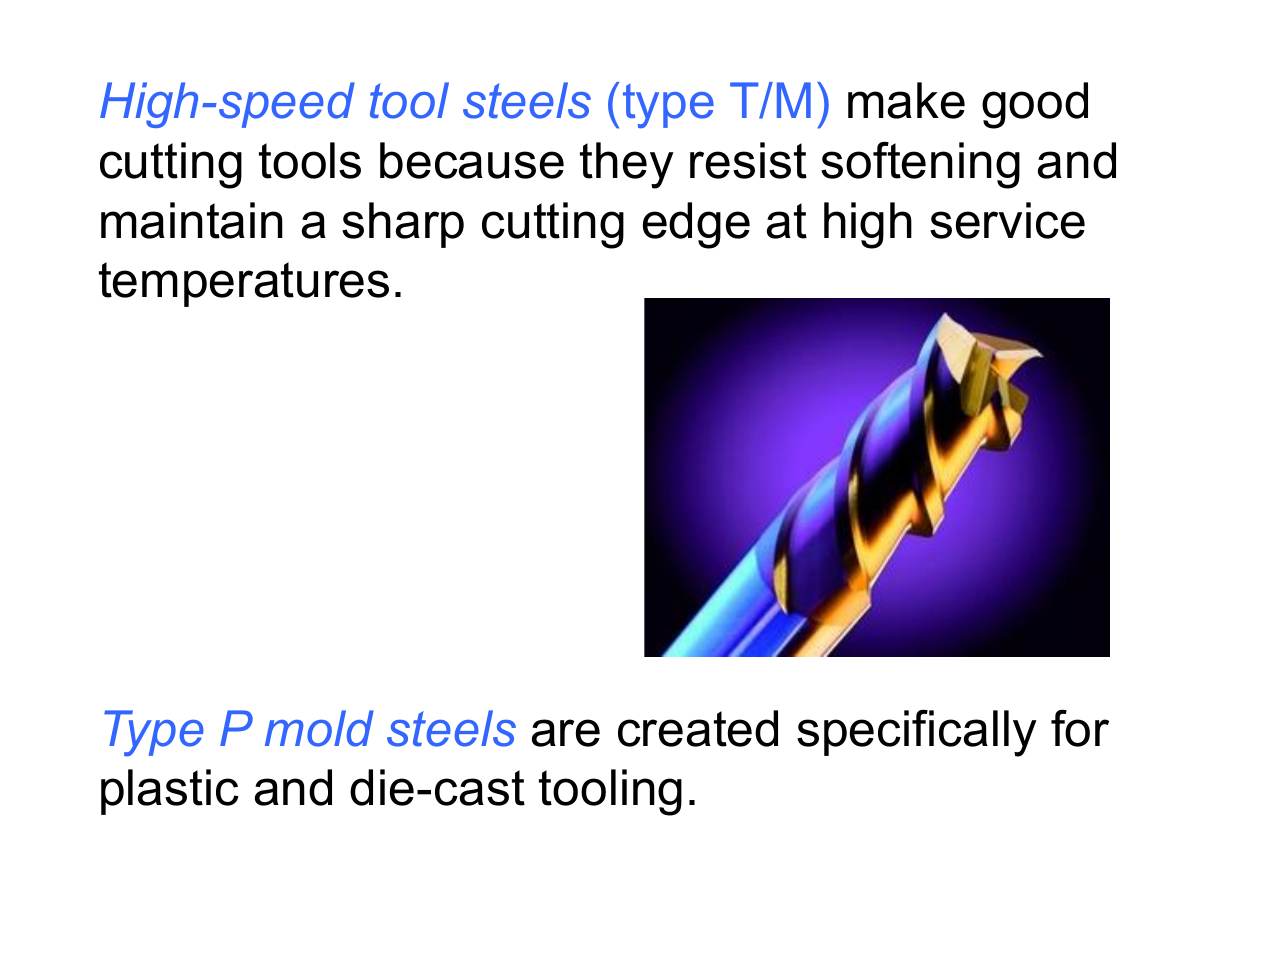 High-speed tool steels (type T/M) make good
cutting tools because they resist softening and
maintain a sharp cutting edge at high service
temperatures.
Type P mold steels are created specifically for
plastic and die-cast tooling.